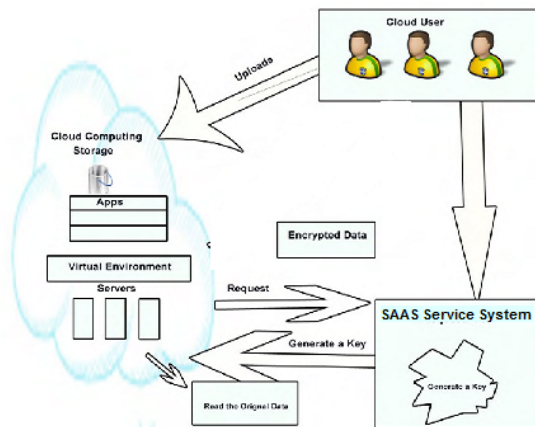 Cloud User
Uploads
Cloud Computing
Storage
Apps
Encrypted Data
Virtual Environment
Servers
Request
SAAS Service System
Generate a Key
Generate a Key
Read the Orignel Data